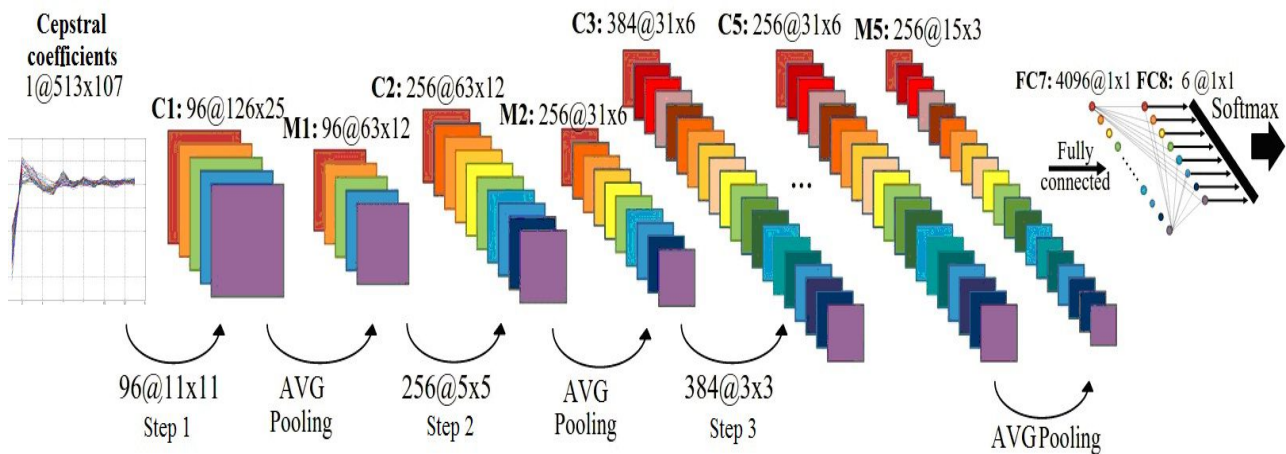 Cepstral
coefficients
1@513x107
C1: 96@126x25
M1: 96@63x12
C2: 256@63x12
M2: 256@31x6
C3: 384@31x6
C5: 256@31x6
M5: 256@15x3
FC7: 4096@1x1 FC8: 6 @1x1
Softmax
Fully
connected
...
96@11x11
Step 1
AVG
Pooling
256@5x5
Step 2
AVG
Pooling
384@3x3
Step 3
AVG Pooling